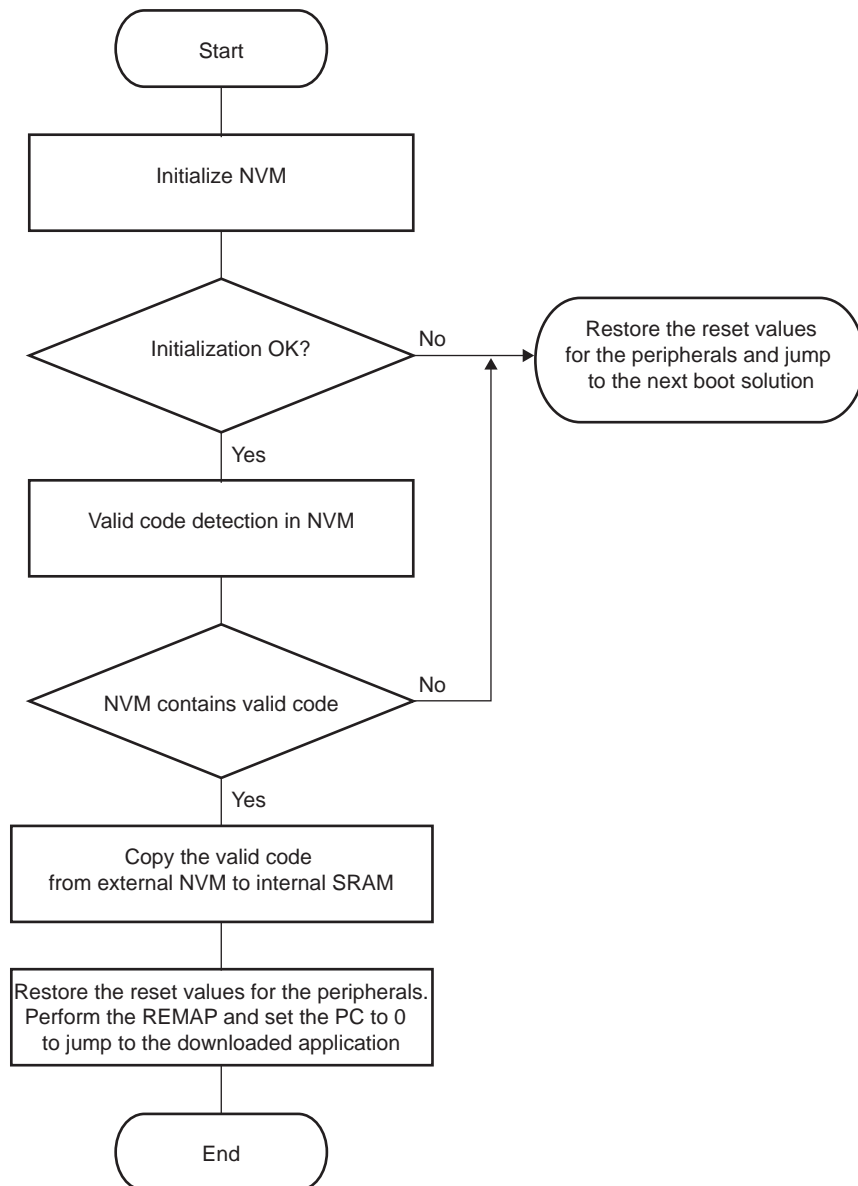 Start
Initialize NVM
Initialization OK?
No
Restore the reset values
for the peripherals and jump
to the next boot solution
Yes
Valid code detection in NVM
NVM contains valid code
No
Yes
Copy the valid code
from external NVM to internal SRAM
Restore the reset values for the peripherals.
Perform the REMAP and set the PC to 0
to jump to the downloaded application
End